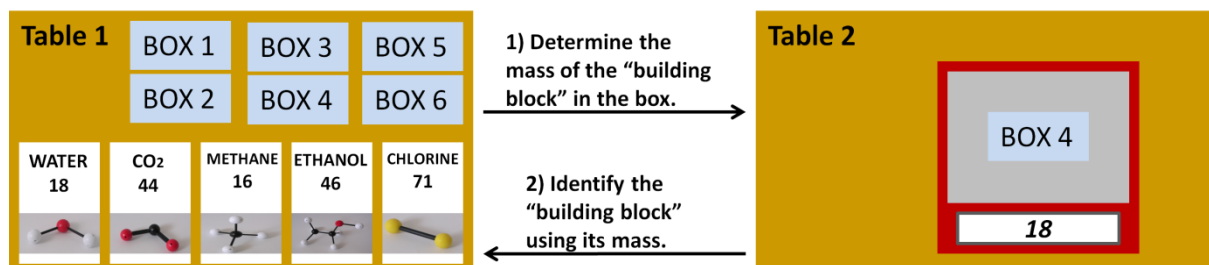 Table 1
BOX 1
BOX 3
BOX 5
BOX 2
BOX 4
BOX 6
WATER
18
CO2
44
METHANE
16
ETHANOL
46
CHLORINE
71
1) Determine the
mass of the “building
block” in the box.
2) Identify the
“building block”
using its mass.
Table 2
BOX 4
18